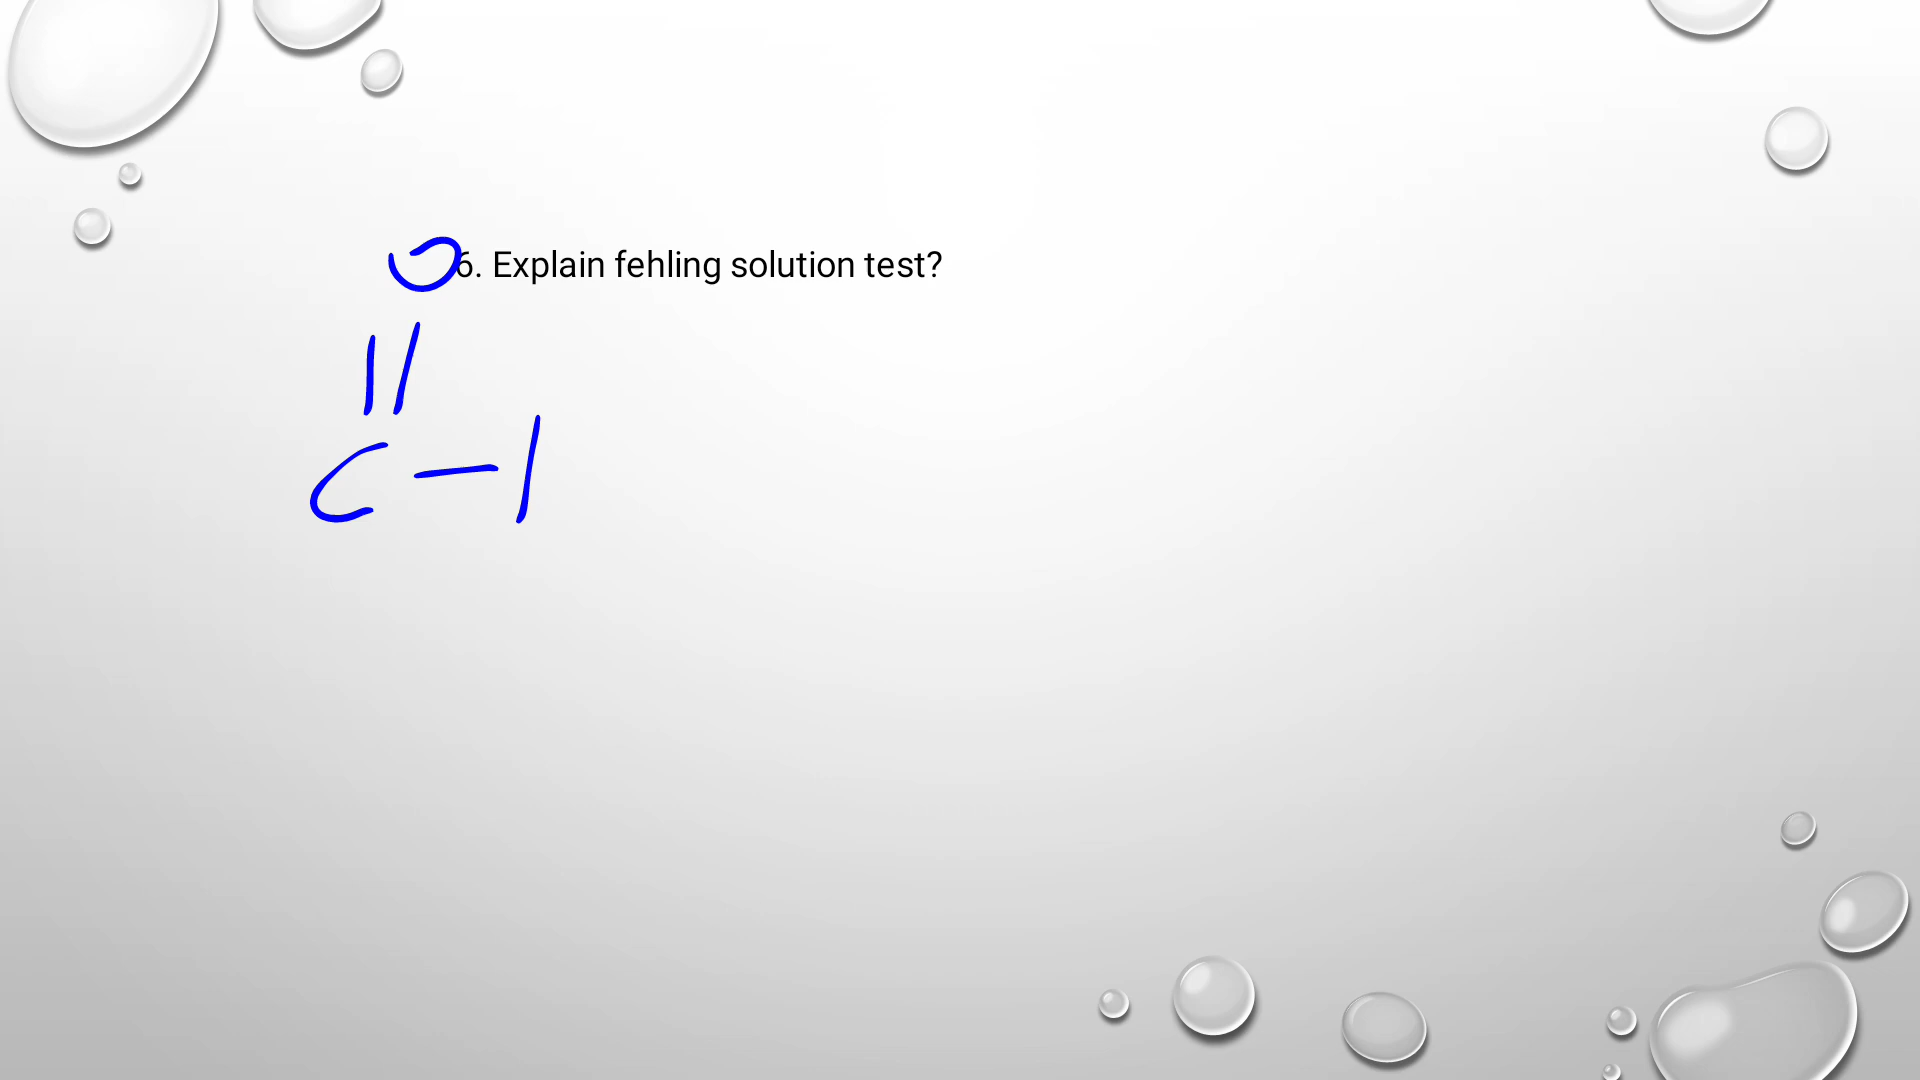 6. Explain fehling solution test?
O
||
C - |